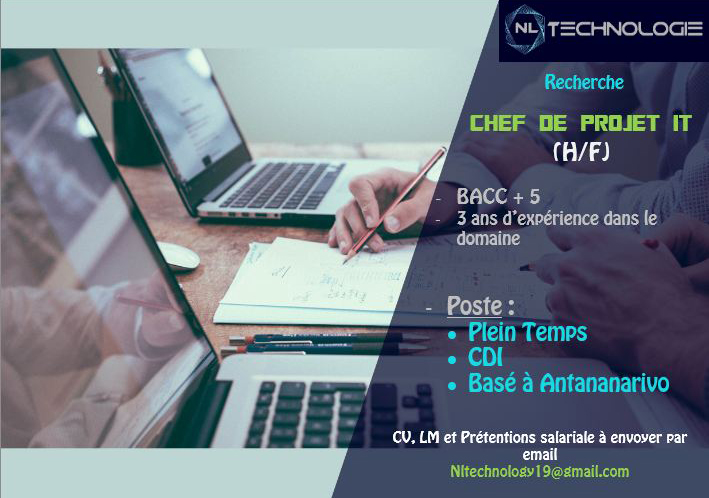 NL TECHNOLOGIE
Recherche
CHEF DE PROJET IT
(H/F)
- BACC + 5
- 3 ans d'expérience dans le
domaine
- Poste :
• Plein Temps
• CDI
• Basé à Antananarivo
CV, LM et Prétentions salariale à envoyer par
email
Nltechnology19@gmail.com